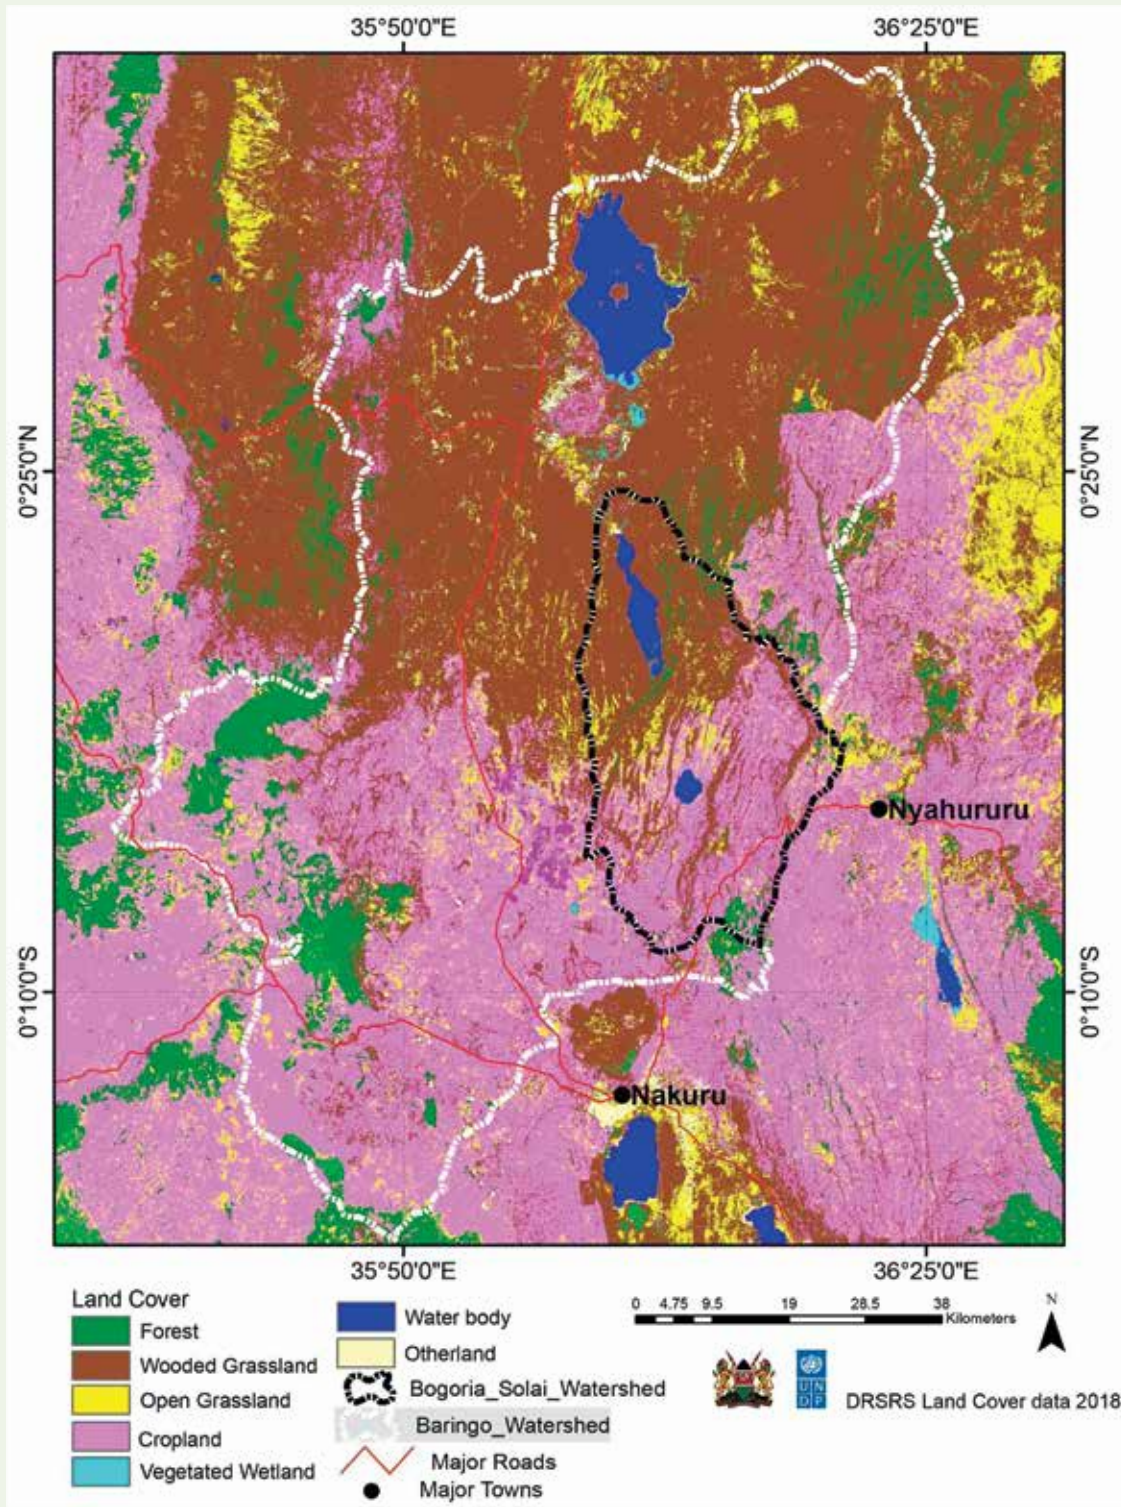 35°50'0"E
36°25'0"E
0°25'0"N
0°25'0"N
Nyahururu
0°10'0"S
0°10'0"S
Nakuru
35°50'0"E
36°25'0"E
Land Cover
Forest
Wooded Grassland
Open Grassland
Cropland
Vegetated Wetland
Water body
Otherland
Bogoria_Solai_Watershed
Baringo_Watershed
Major Roads
Major Towns
0 4.75 9.5 19 28.5 38
Kilometers
N
U N
D P
DRSRS Land Cover data 2018